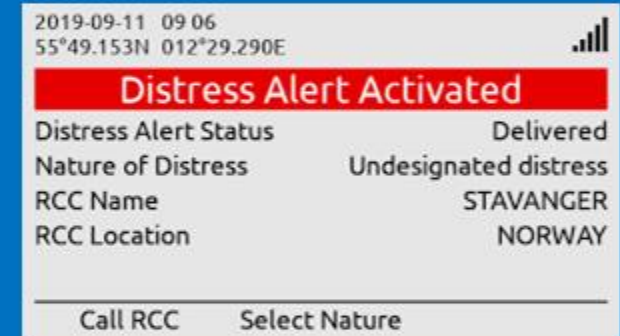 2019-09-11 09 06
55°49.153N 012°29.290E
Distress Alert Activated
Distress Alert Status Delivered
Nature of Distress Undesignated distress
RCC Name STAVANGER
RCC Location NORWAY
Call RCC Select Nature